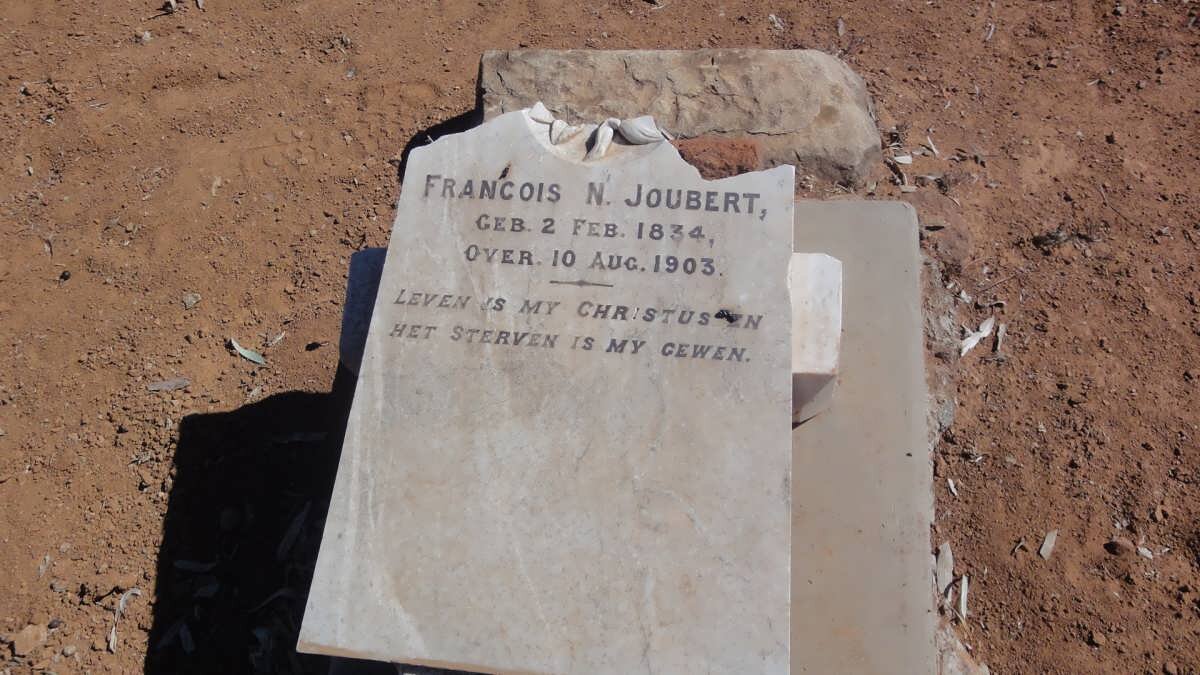 FRANCOIS N. JOUBERT,
GEB. 2 FEB. 1834,
OVER. 10 AUG. 1903.
LEVEN IS MY CHRISTUS EN
HET STERVEN IS MY GEWEN.